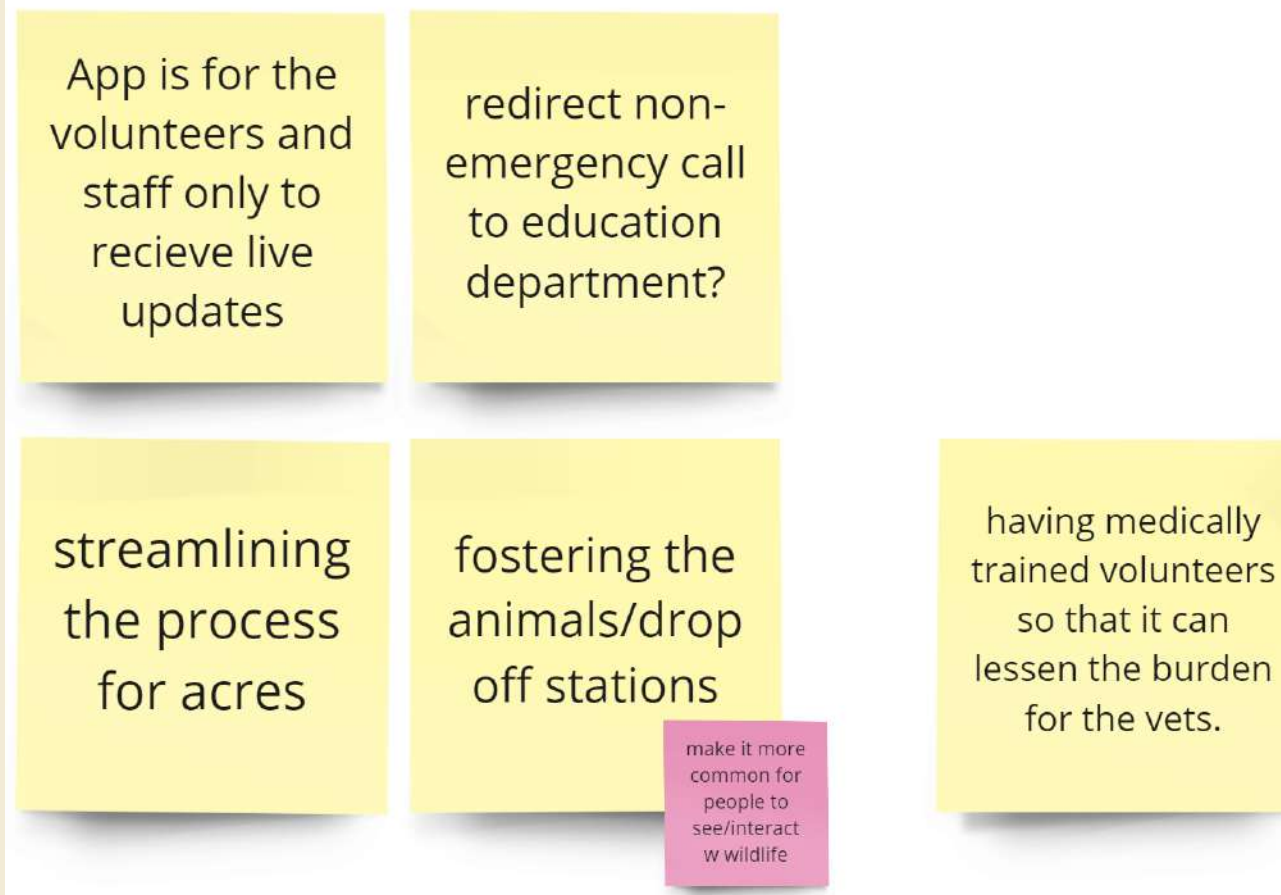 App is for the
volunteers and
staff only to
recieve live
updates
redirect non-
emergency call
to education
department?
streamlining
the process
for acres
fostering the
animals/drop
off stations
make it more
common for
people to
see/interact
w wildlife
having medically
trained volunteers
so that it can
lessen the burden
for the vets.